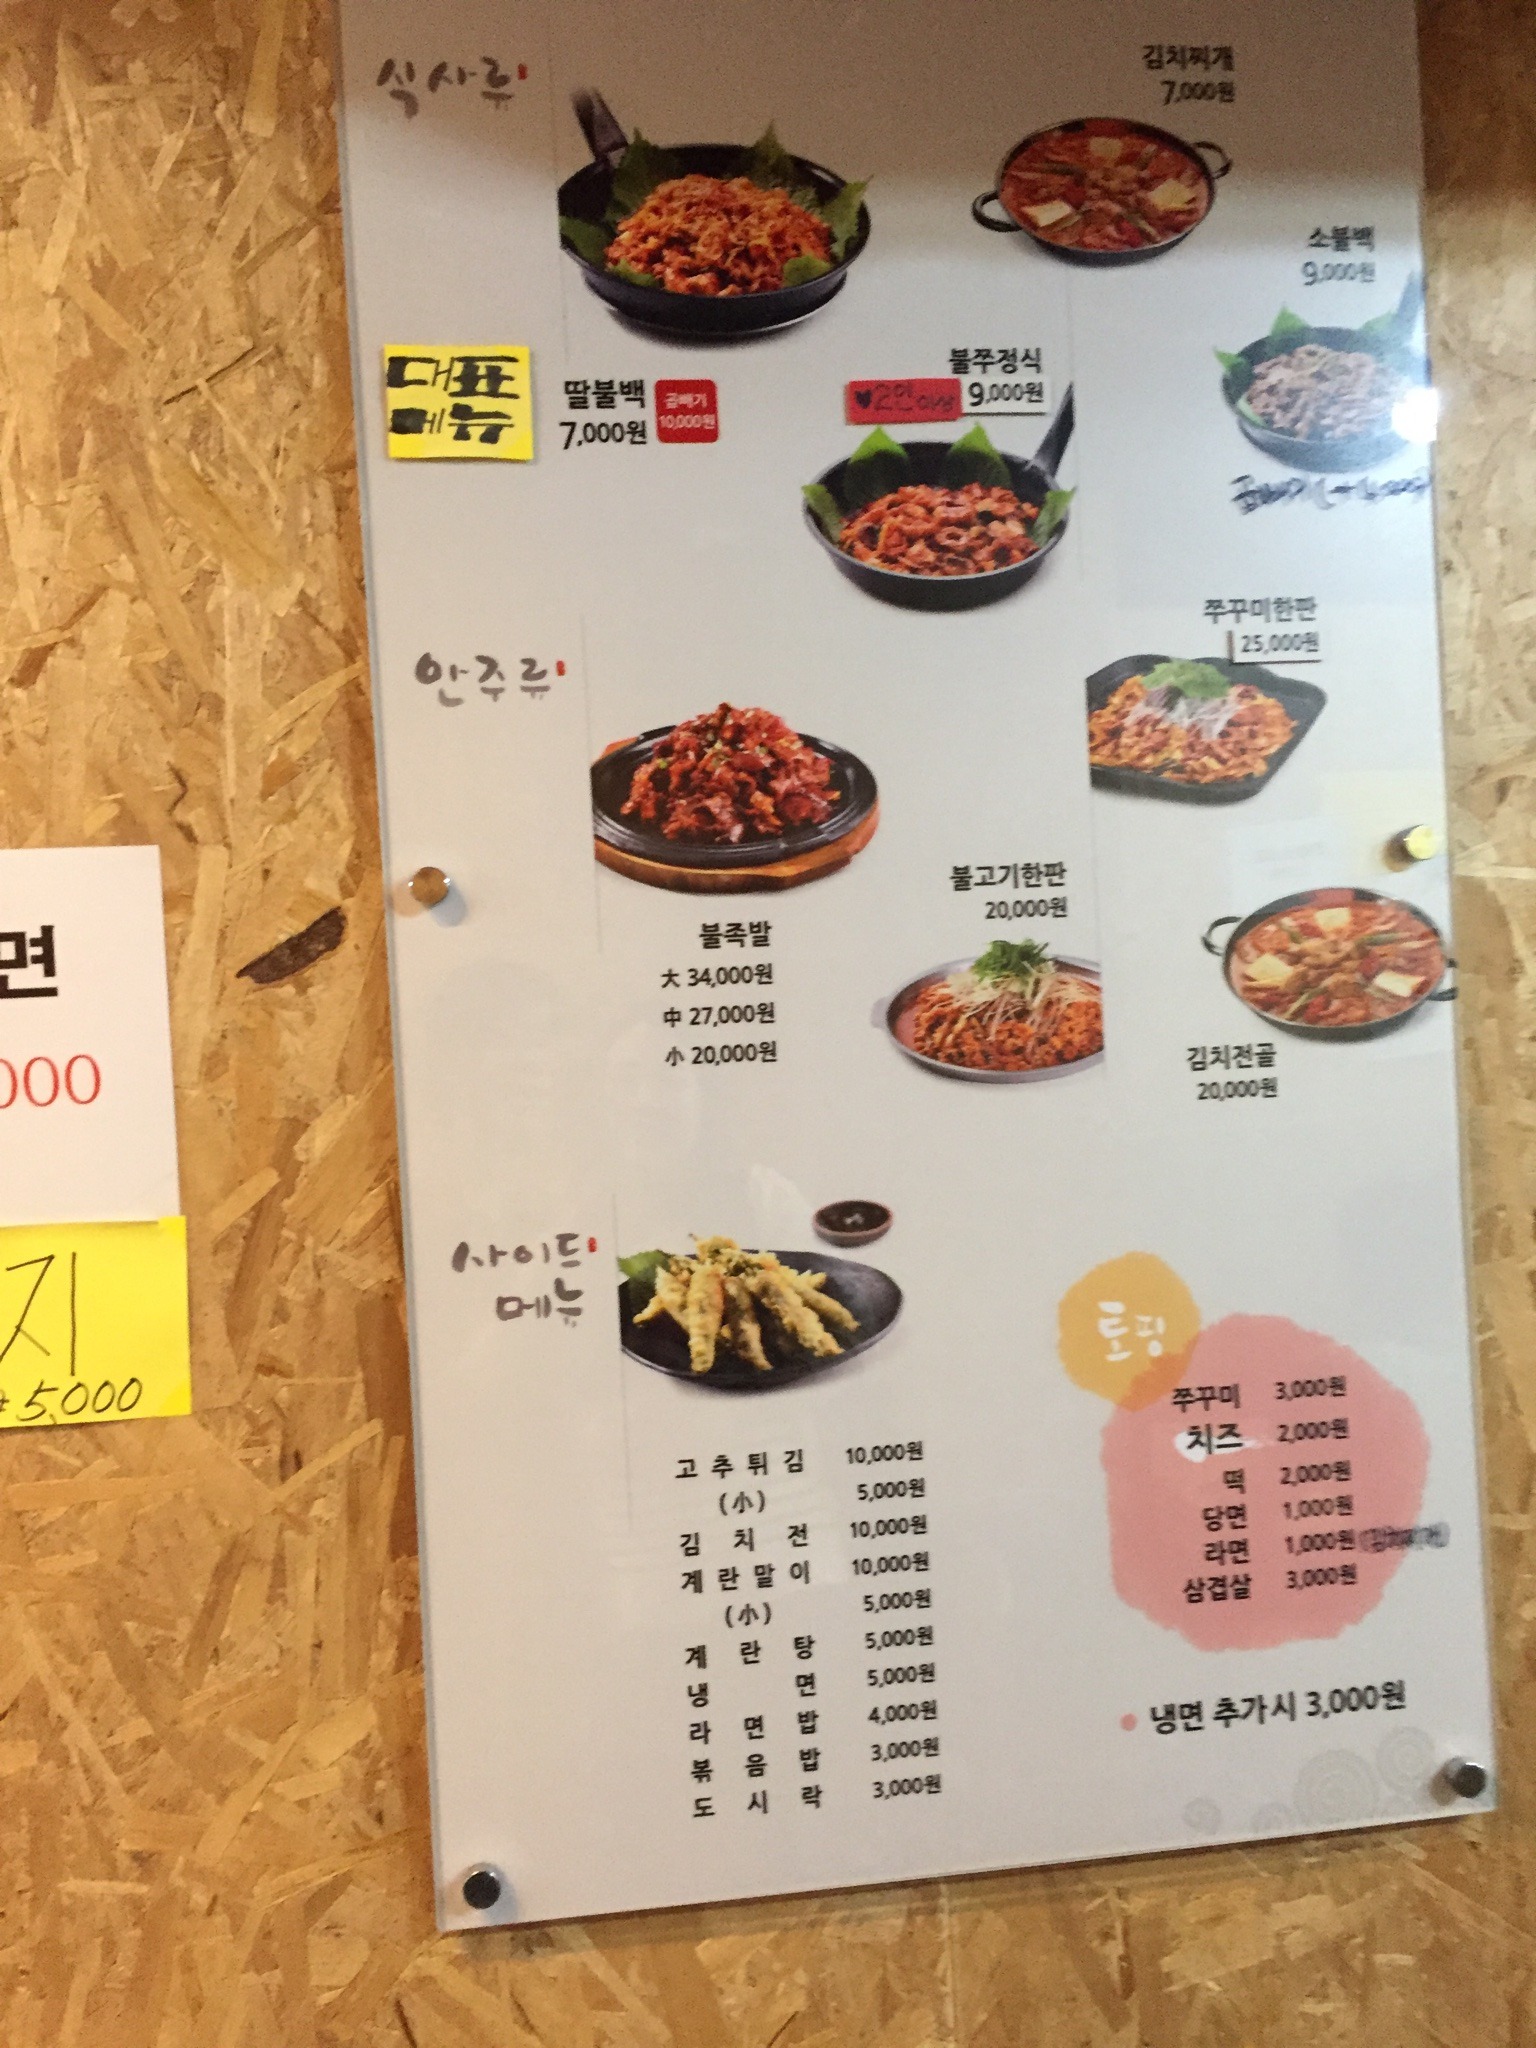 식사류
김치찌개
7,000원
소불백
9,000원
대표
메뉴
딸불백
7,000원
곱빼기
10,000원
불쭈정식
♥2인이상
9,000원
안주류
쭈꾸미한판
25,000원
불고기한판
20,000원
불족발
大 34,000원
中 27,000원
小 20,000원
김치전골
20,000원
사이드
메뉴
고추튀김 10,000원
(小) 5,000원
김치전 10,000원
계란말이 10,000원
(小) 5,000원
계란탕 5,000원
냉면 5,000원
라면밥 4,000원
볶음밥 3,000원
도시락 3,000원
토핑
쭈꾸미 3,000원
치즈 2,000원
떡 2,000원
당면 1,000원
라면 1,000원
삼겹살 3,000원
냉면 추가시 3,000원
면
000
지
5,000